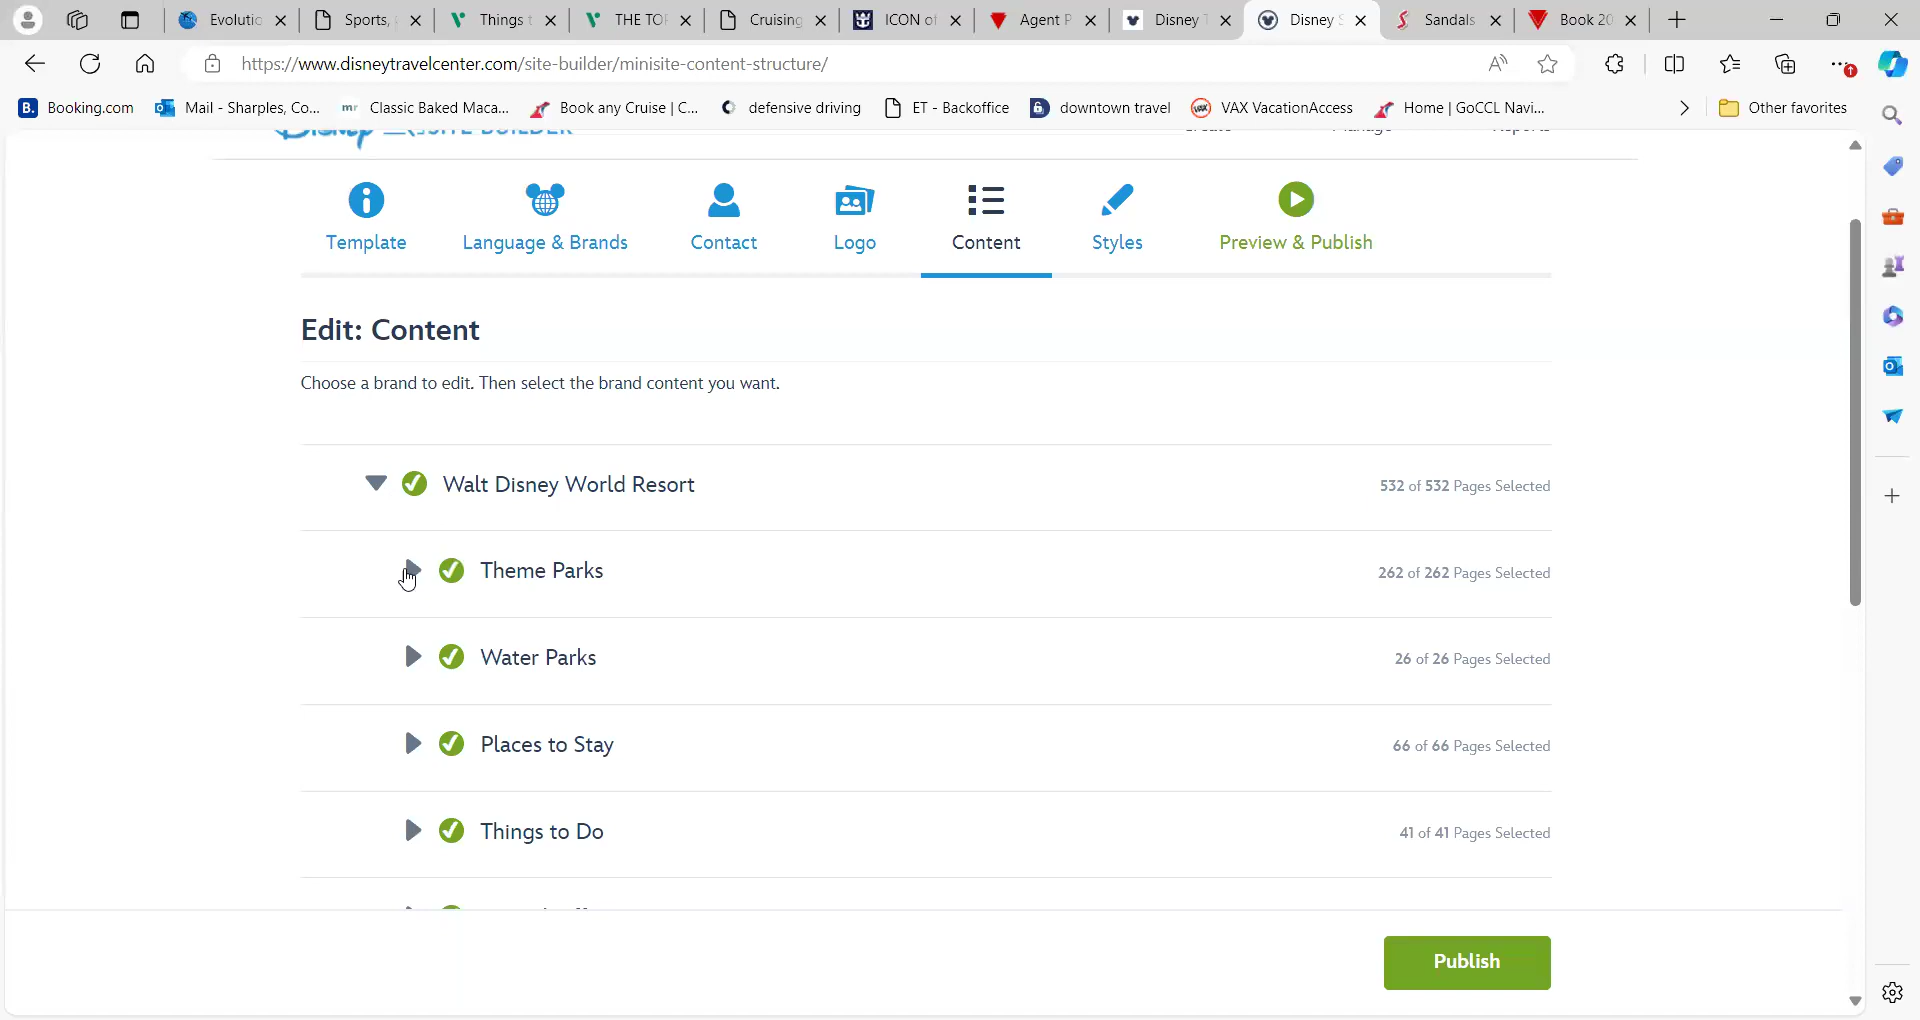 Evolutio
Sports,
Things t
THE TO
Cruising
ICON of
Agent P
Disney T
Disney S
Sandals
Book 20
https://www.disneytravelcenter.com/site-builder/minisite-content-structure/
Booking.com
Mail - Sharples, Co...
mr
Classic Baked Maca...
Book any Cruise | C...
defensive driving
ET - Backoffice
downtown travel
VAX VacationAccess
Home | GoCCL Navi...
Other favorites
Template
Language & Brands
Contact
Logo
Content
Styles
Preview & Publish
Edit: Content
Choose a brand to edit. Then select the brand content you want.
Walt Disney World Resort
532 of 532 Pages Selected
Theme Parks
262 of 262 Pages Selected
Water Parks
26 of 26 Pages Selected
Places to Stay
66 of 66 Pages Selected
Things to Do
41 of 41 Pages Selected
Publish